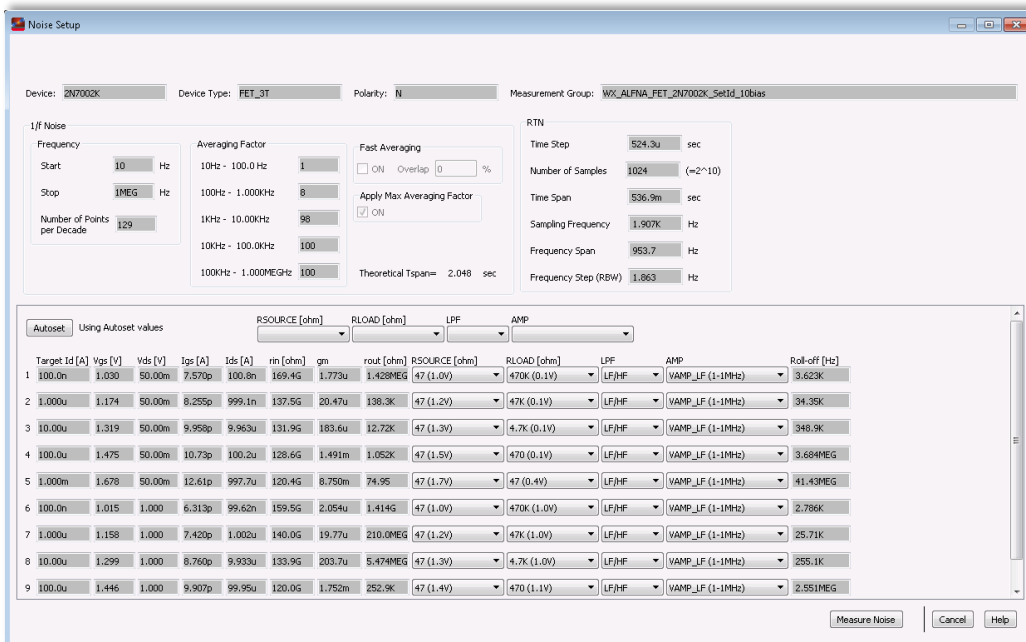 Noise Setup
Device: 2N7002K Device Type: FET_3T Polarity: N Measurement Group: WX_ALFNA_FET_2N7002K_SetId_10bias
1/f Noise
Frequency
Start 10 Hz
Stop 1MEG Hz
Number of Points
per Decade 129
Averaging Factor
10Hz - 100.0 Hz 1
100Hz - 1.000KHz 8
1KHz - 10.00KHz 98
10KHz - 100.0KHz 100
100KHz - 1.000MEGHz 100
Fast Averaging
ON Overlap 0 %
Apply Max Averaging Factor
ON
Theoretical Tspan= 2.048 sec
RTN
Time Step 524.3u sec
Number of Samples 1024 (=2^10)
Time Span 536.9m sec
Sampling Frequency 1.907K Hz
Frequency Span 953.7 Hz
Frequency Step (RBW) 1.863 Hz
Autoset Using Autoset values
RSOURCE [ohm] RLOAD [ohm] LPF AMP
Target Id [A] Vgs [V] Vds [V] Igs [A] Ids [A] rin [ohm] gm rout [ohm] RSOURCE [ohm] RLOAD [ohm] LPF AMP Roll-off [Hz]
1 100.0n 1.030 50.00m 7.570p 100.8n 169.4G 1.773u 1.428MEG 47 (1.0V) 470K (0.1V) LF/HF VAMP_LF (1-1MHz) 3.623K
2 1.000u 1.174 50.00m 8.255p 999.1n 137.5G 20.47u 138.3K 47 (1.2V) 47K (0.1V) LF/HF VAMP_LF (1-1MHz) 34.35K
3 10.00u 1.319 50.00m 9.958p 9.963u 131.9G 183.6u 12.72K 47 (1.3V) 4.7K (0.1V) LF/HF VAMP_LF (1-1MHz) 348.9K
4 100.0u 1.475 50.00m 10.73p 100.2u 128.6G 1.491m 1.052K 47 (1.5V) 470 (0.1V) LF/HF VAMP_LF (1-1MHz) 3.684MEG
5 1.000m 1.678 50.00m 12.61p 997.7u 120.4G 8.750m 74.95 47 (1.7V) 47 (0.4V) LF/HF VAMP_LF (1-1MHz) 41.43MEG
6 100.0n 1.015 1.000 6.313p 99.62n 159.5G 2.054u 1.414G 47 (1.0V) 470K (1.0V) LF/HF VAMP_LF (1-1MHz) 2.786K
7 1.000u 1.158 1.000 7.420p 1.002u 140.0G 19.77u 210.0MEG 47 (1.2V) 47K (1.0V) LF/HF VAMP_LF (1-1MHz) 25.71K
8 10.00u 1.299 1.000 8.760p 9.933u 133.9G 203.7u 5.474MEG 47 (1.3V) 4.7K (1.0V) LF/HF VAMP_LF (1-1MHz) 255.1K
9 100.0u 1.446 1.000 9.907p 99.95u 120.0G 1.752m 252.9K 47 (1.4V) 470 (1.1V) LF/HF VAMP_LF (1-1MHz) 2.551MEG
Measure Noise Cancel Help